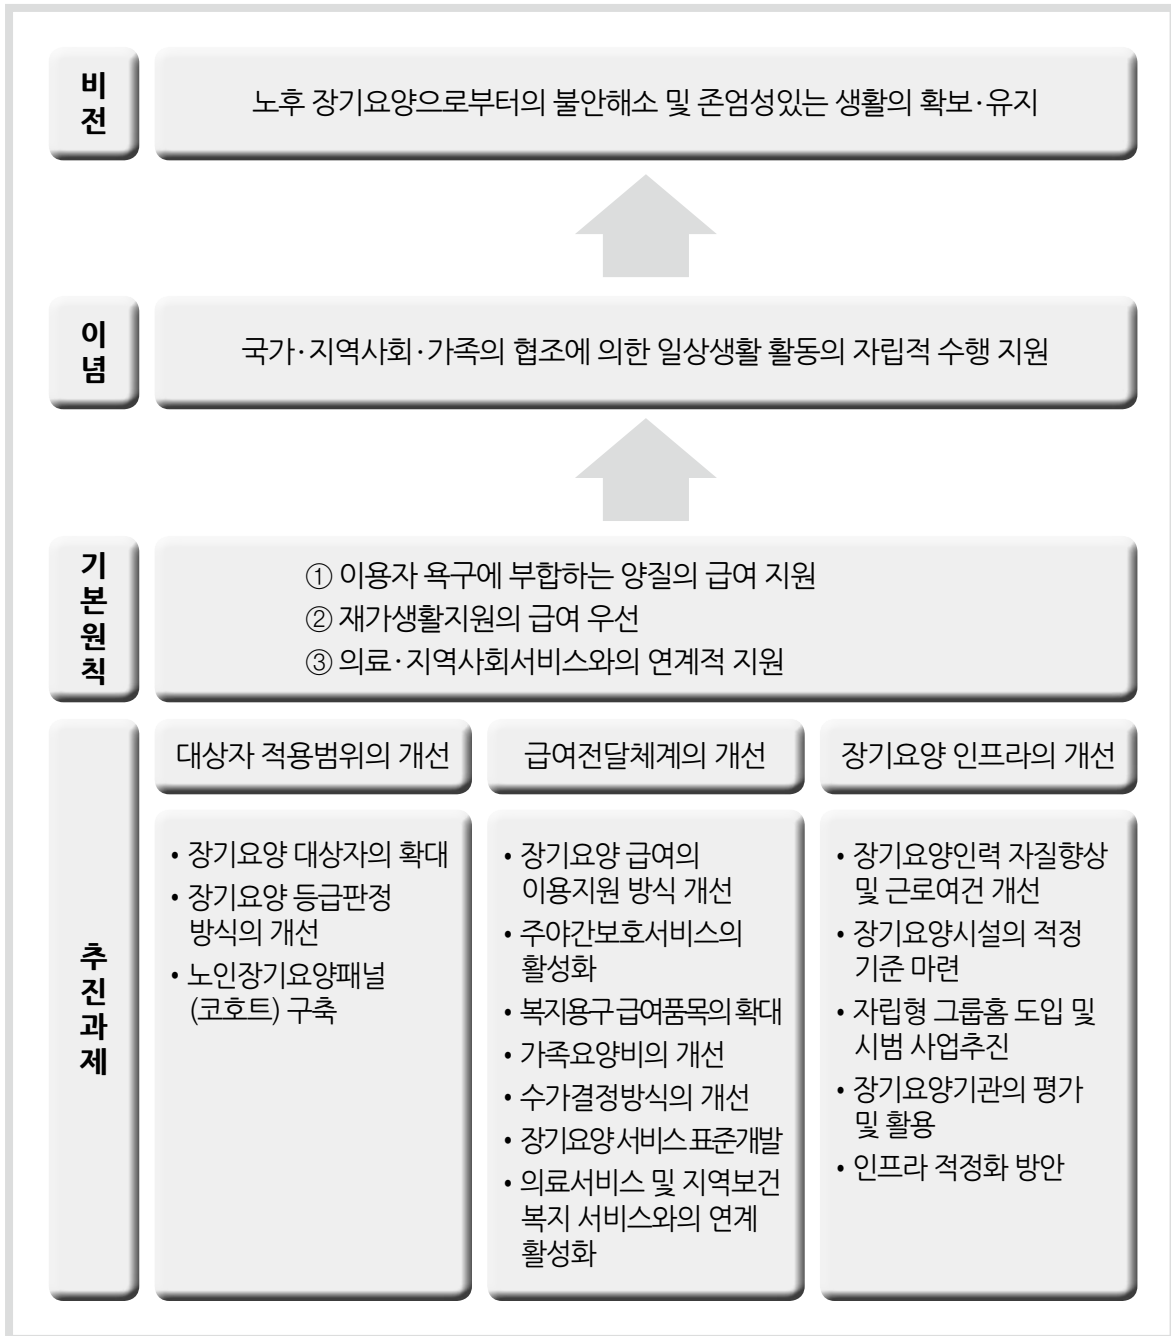 비전
노후 장기요양으로부터의 불안해소 및 존엄성있는 생활의 확보·유지
이념
국가·지역사회·가족의 협조에 의한 일상생활 활동의 자립적 수행 지원
기본원칙
① 이용자 욕구에 부합하는 양질의 급여 지원
② 재가생활지원의 급여 우선
③ 의료·지역사회서비스와의 연계적 지원
추진과제
대상자 적용범위의 개선
• 장기요양 대상자의 확대
• 장기요양 등급판정
방식의 개선
• 노인장기요양패널
(코호트) 구축
급여전달체계의 개선
• 장기요양 급여의
이용지원 방식 개선
• 주야간보호서비스의
활성화
• 복지용구 급여품목의 확대
• 가족요양비의 개선
• 수가결정방식의 개선
• 장기요양 서비스 표준개발
• 의료서비스 및 지역보건
복지 서비스와의 연계
활성화
장기요양 인프라의 개선
• 장기요양인력 자질향상
및 근로여건 개선
• 장기요양시설의 적정
기준 마련
• 자립형 그룹홈 도입 및
시범 사업추진
• 장기요양기관의 평가
및 활용
• 인프라 적정화 방안